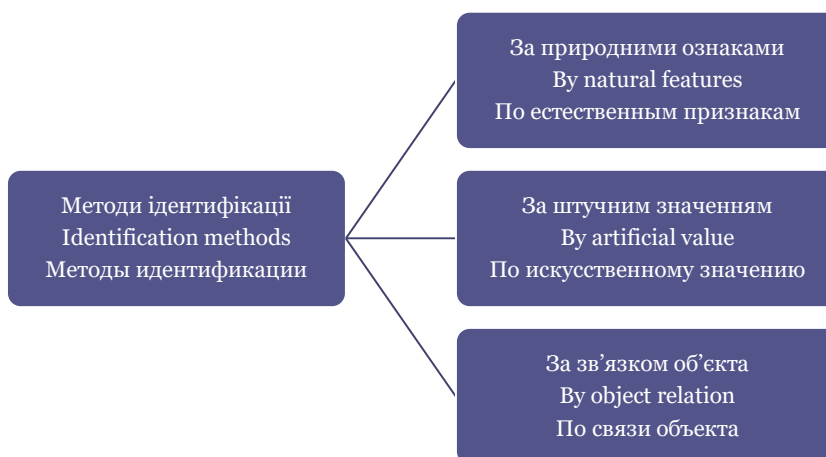 За природними ознаками
By natural features
По естественным признакам
Методи ідентифікації
Identification methods
Методы идентификации
За штучним значенням
By artificial value
По искусственному значению
За зв’язком об’єкта
By object relation
По связи объекта